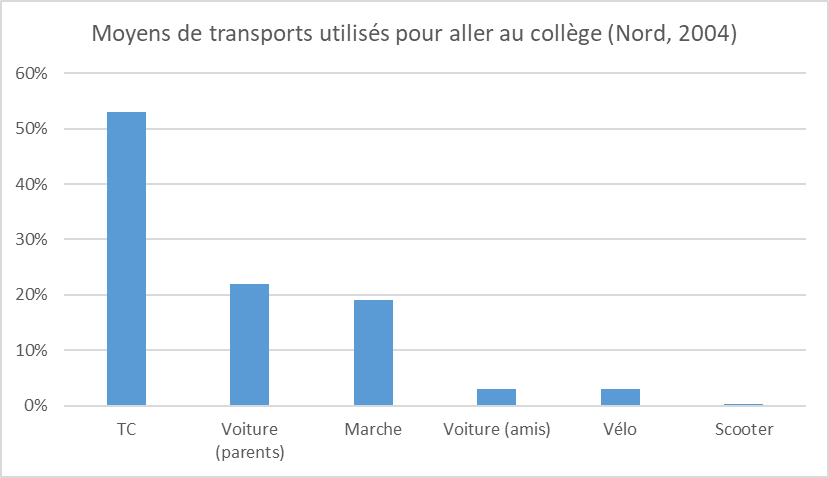 Moyens de transports utilisés pour aller au collège (Nord, 2004)
60%
50%
40%
30%
20%
10%
0%
TC
Voiture
(parents)
Marche
Voiture (amis)
Vélo
Scooter